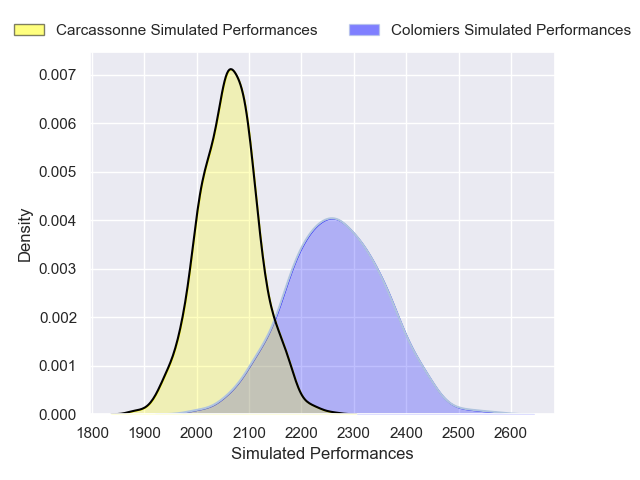 Carcassonne Simulated Performances
Colomiers Simulated Performances
0.007
0.006
0.005
0.004
0.003
0.002
0.001
0.000
Density
1800 1900 2000 2100 2200 2300 2400 2500 2600
Simulated Performances